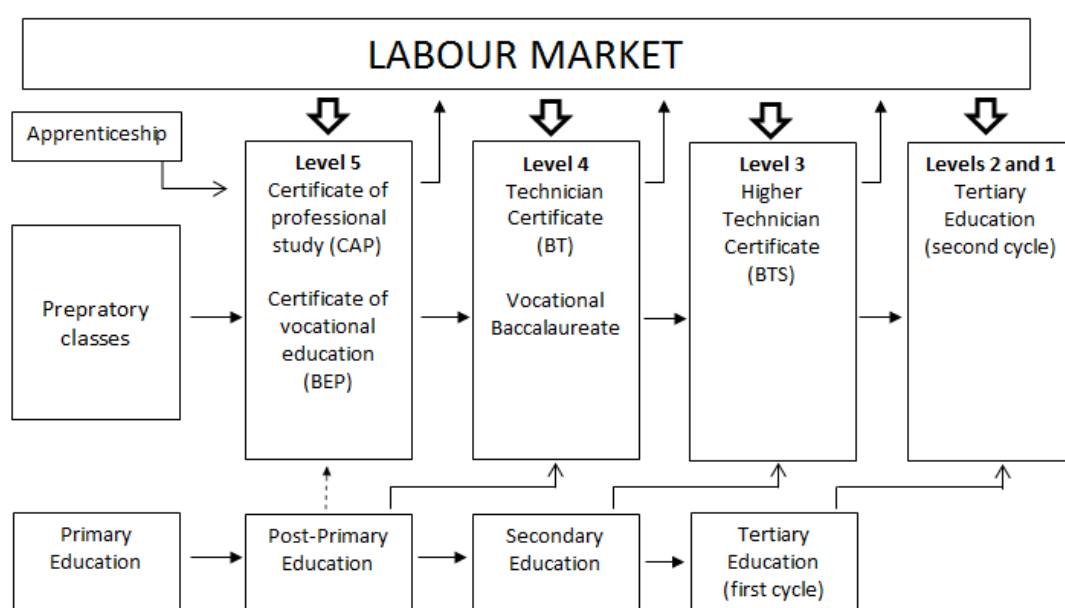 LABOUR MARKET
Apprenticeship
Level 5
Certificate of
professional
study (CAP)
Certificate of
vocational
education
(BEP)
Level 4
Technician
Certificate
(BT)
Vocational
Baccalaureate
Level 3
Higher
Technician
Certificate
(BTS)
Levels 2 and 1
Tertiary
Education
(second cycle)
Prepratory
classes
Primary
Education
Post-Primary
Education
Secondary
Education
Tertiary
Education
(first cycle)